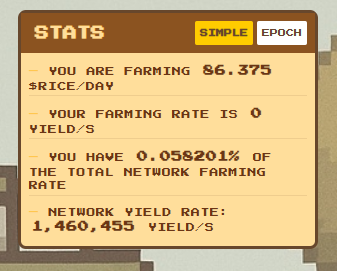 STATS
SIMPLE EPOCH
– YOU ARE FARMING 86.375
$RICE/DAY
– YOUR FARMING RATE IS 0
YIELD/S
– YOU HAVE 0.058201% OF
THE TOTAL NETWORK FARMING
RATE
– NETWORK YIELD RATE:
1,460,455 YIELD/S